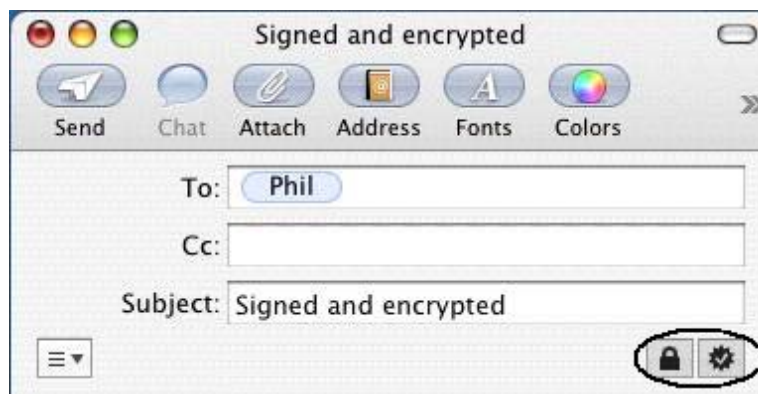 Signed and encrypted
Send Chat Attach Address Fonts Colors
To: Phil
Cc:
Subject: Signed and encrypted